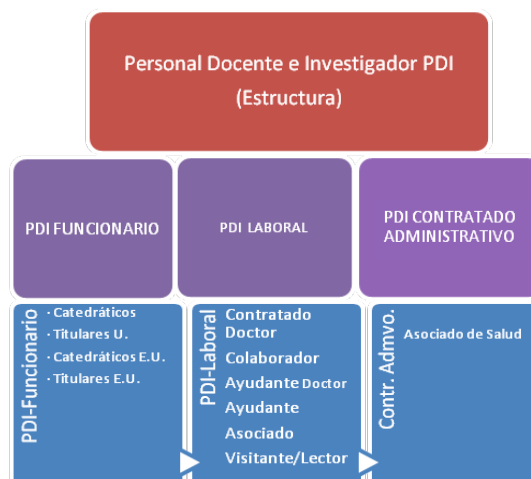 Personal Docente e Investigador PDI
(Estructura)
PDI FUNCIONARIO
PDI LABORAL
PDI CONTRATADO
ADMINISTRATIVO
PDI-Funcionario
· Catedráticos
· Titulares U.
· Catedráticos E.U.
· Titulares E.U.
PDI-Laboral
Contratado
Doctor
Colaborador
Ayudante Doctor
Ayudante
Asociado
Visitante/Lector
Contr. Admvo.
Asociado de Salud